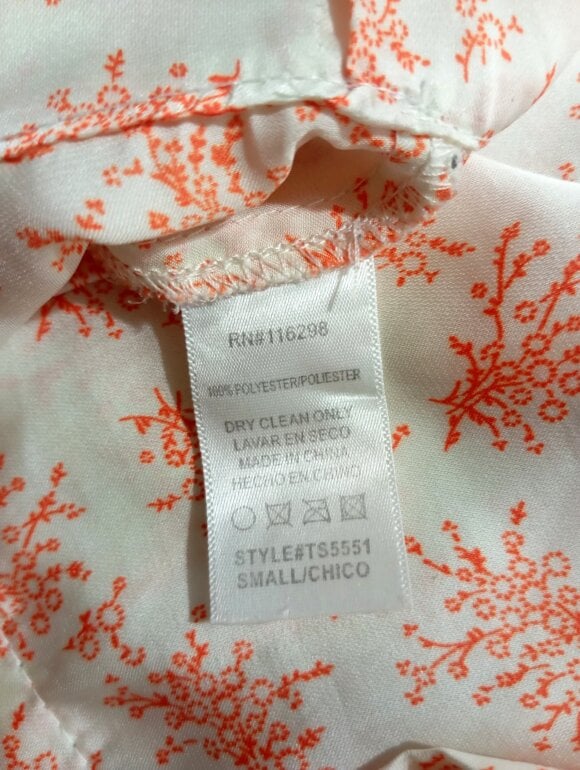 RN#116298
100% POLYESTER/POLIESTER
DRY CLEAN ONLY
LAVAR EN SECO
MADE IN CHINA
HECHO EN CHINO
STYLE#TS5551
SMALL/CHICO